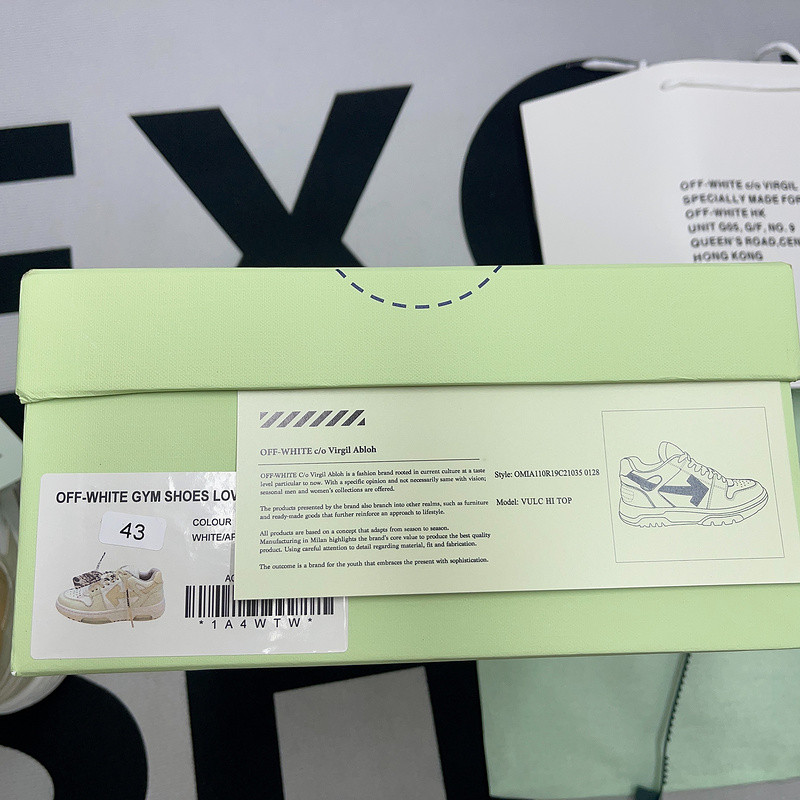 EXC
OFF-WHITE c/o VIRGIL
SPECIALLY MADE FOR
OFF-WHITE HK
UNIT G05, G/F, NO. 9
QUEEN'S ROAD, CEN
HONG KONG
OFF-WHITE c/o Virgil Abloh
OFF-WHITE C/o Virgil Abloh is a fashion brand rooted in current culture at a taste
level particular to now. With a specific opinion and not necessarily same with vision;
seasonal men and women's collections are offered.
The products presented by the brand also branch into other realms, such as furniture
and ready-made goods that further reinforce an approach to lifestyle.
All products are based on a concept that adapts from season to season.
Manufacturing in Milan highlights the brand's core value to produce the best quality
product. Using careful attention to detail regarding material, fit and fabrication.
The outcome is a brand for the youth that embraces the present with sophistication.
Style: OMIA110R19C21035 0128
Model: VULC HI TOP
OFF-WHITE GYM SHOES LOW
43
COLOUR
WHITE/AP
*1A4WTW*